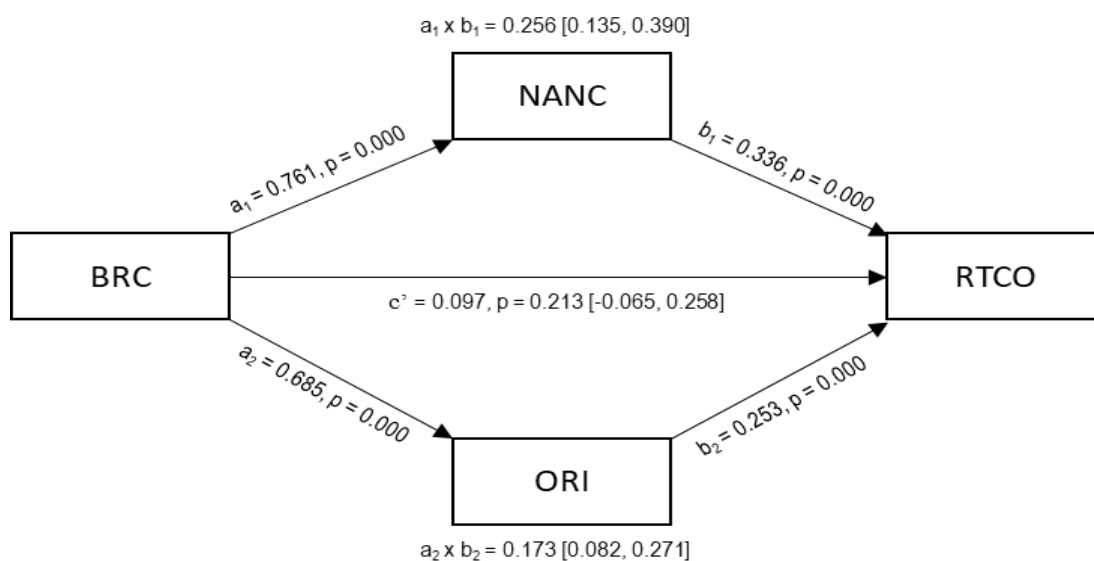 a₁ x b₁ = 0.256 [0.135, 0.390]
NANC
a₁ = 0.761, p = 0.000
b₁ = 0.336, p = 0.000
BRC
RTCO
c' = 0.097, p = 0.213 [-0.065, 0.258]
a₂ = 0.685, p = 0.000
b₂ = 0.253, p = 0.000
ORI
a₂ x b₂ = 0.173 [0.082, 0.271]